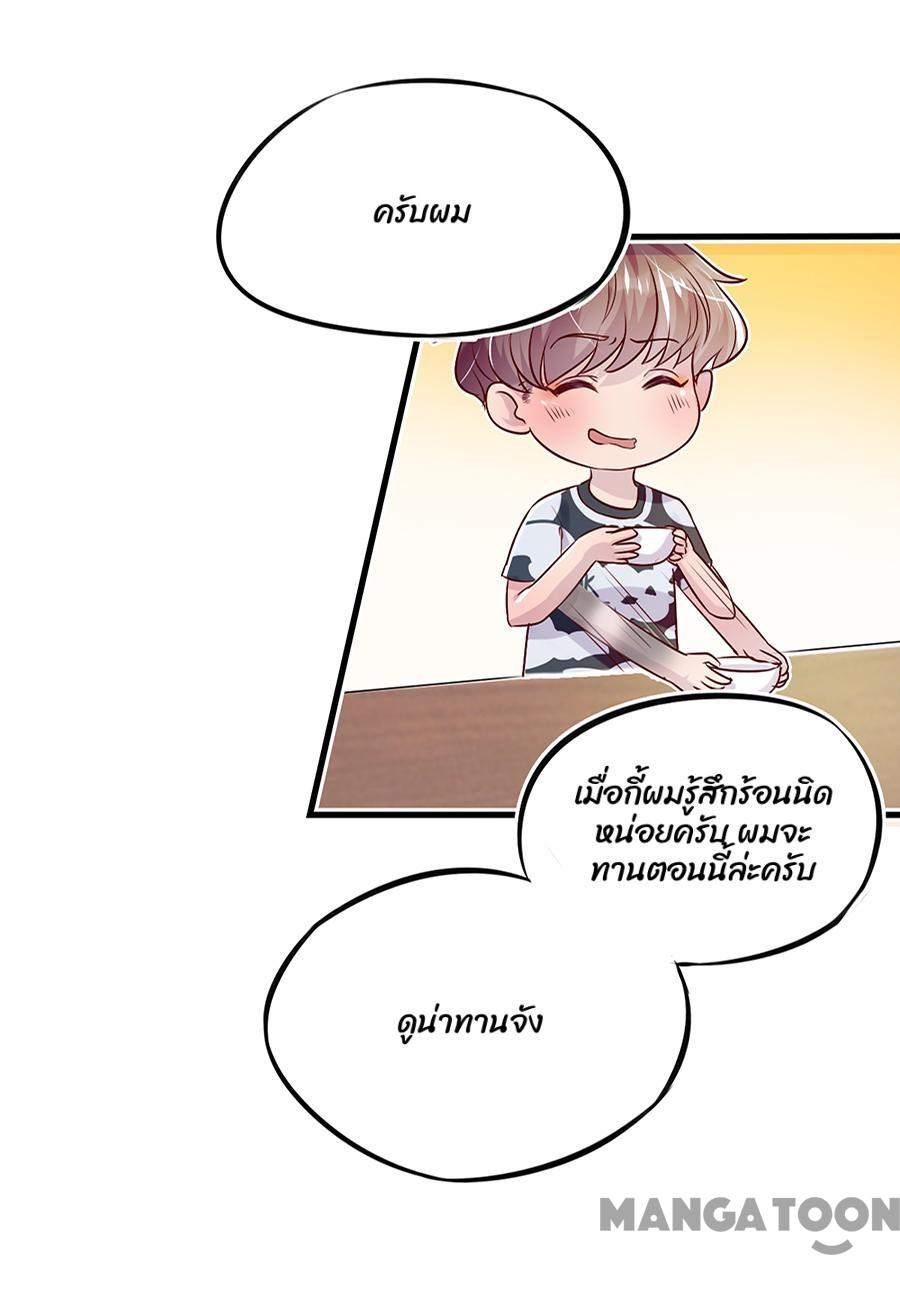 ครับผม
เมื่อกี้ผมรู้สึกร้อนนิด
หน่อยครับ ผมจะ
ทานตอนนี้ล่ะครับ
ดูน่าทานจัง
MANGATOON